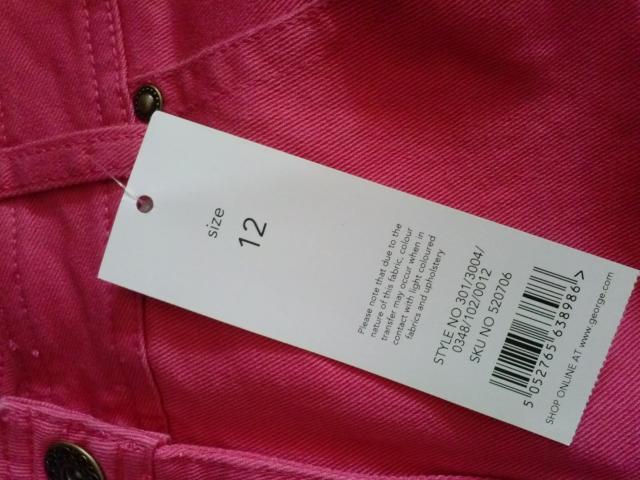 size
12
Please note that due to the
nature of this fabric, colour
transfer may occur when in
contact with light coloured
fabrics and upholstery
STYLE NO 301/3004/
0348/102/0012
SKU NO 520706
5 052765 638986 >
SHOP ONLINE AT www.george.com